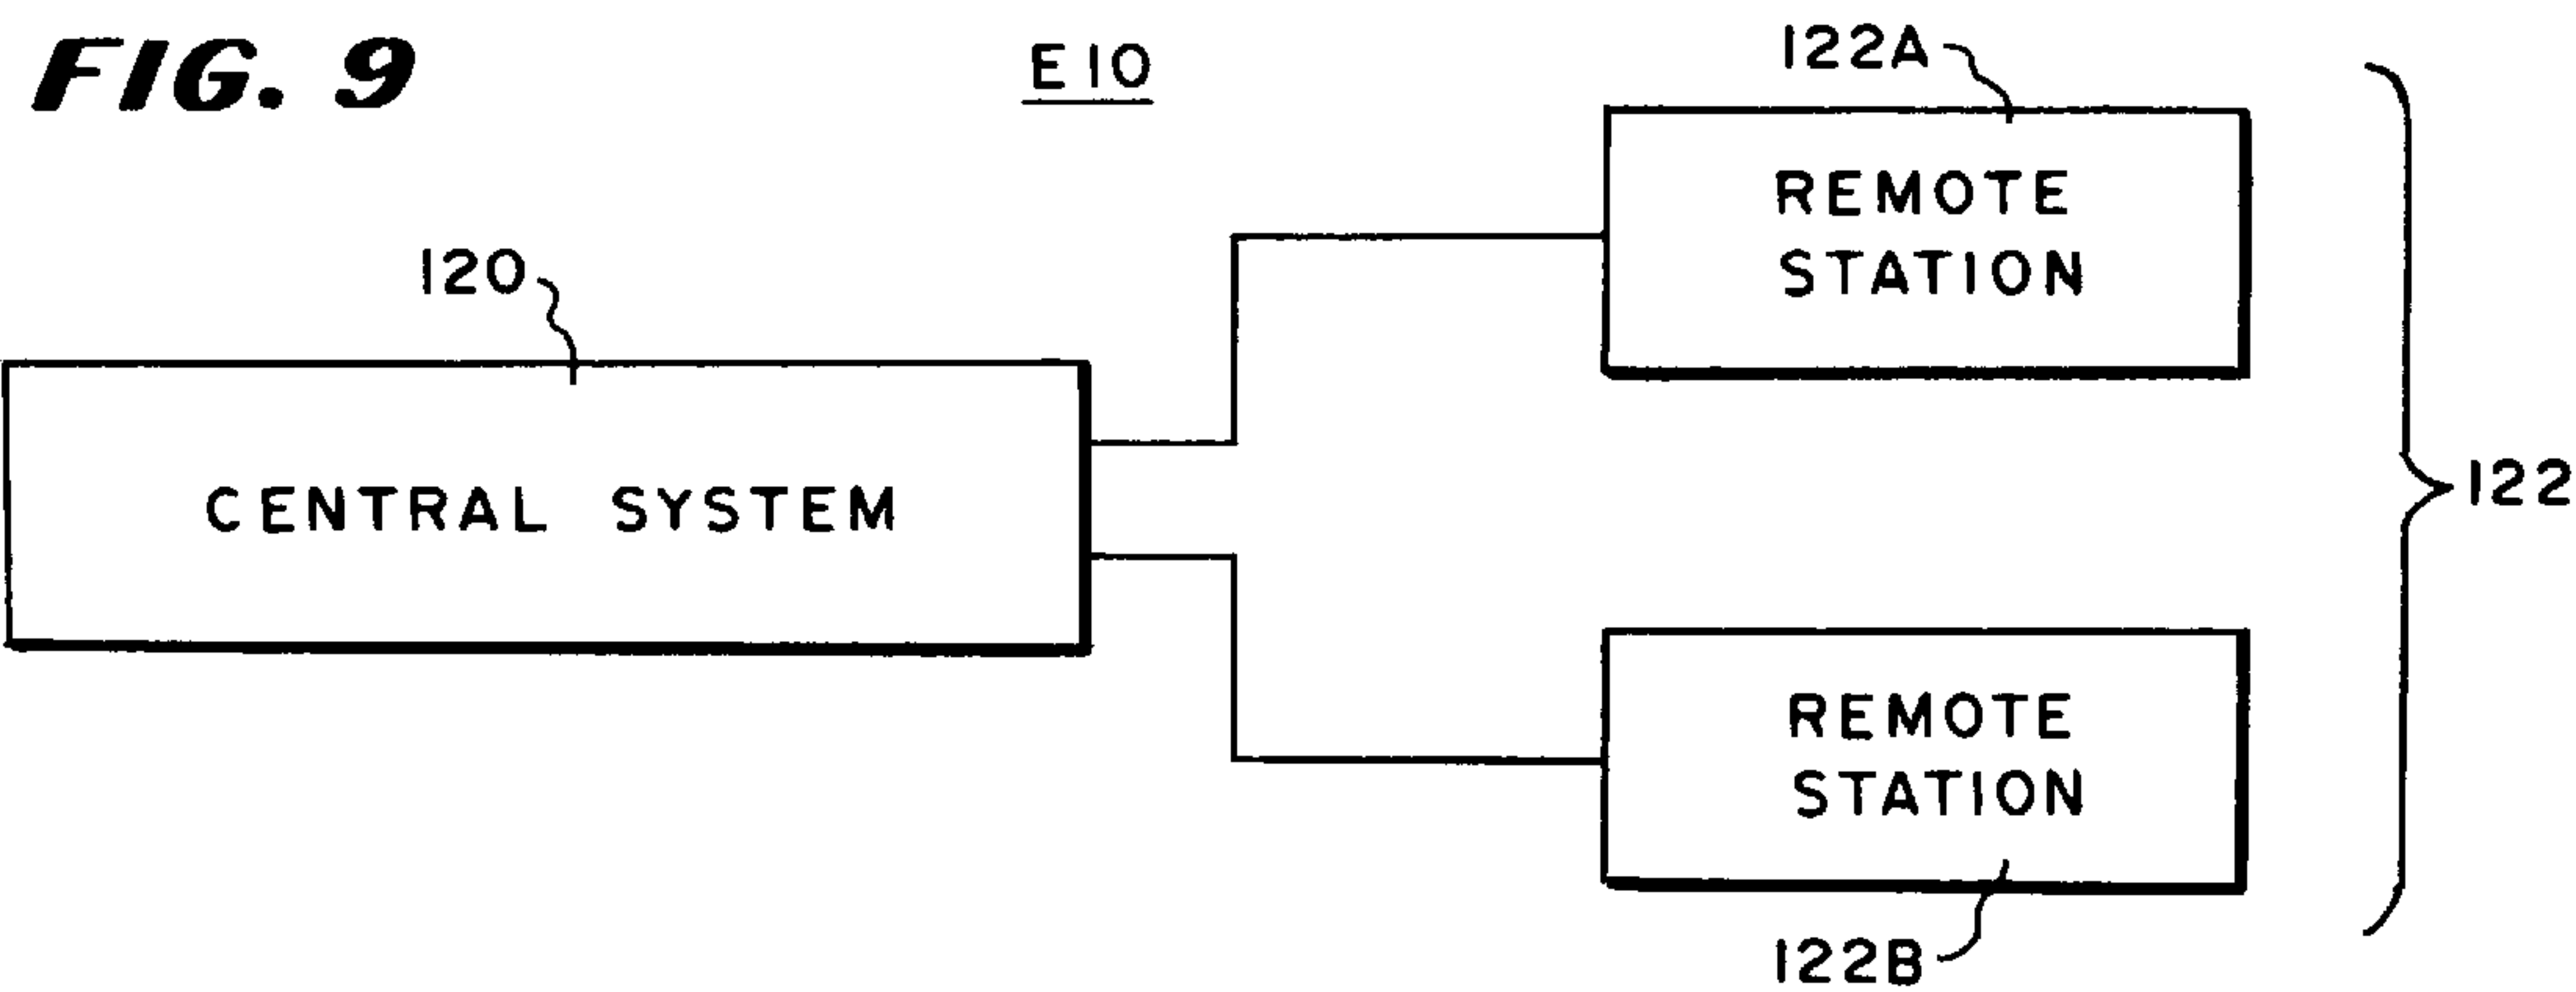 FIG. 9
E10
122A
REMOTE
STATION
120
CENTRAL SYSTEM
122
REMOTE
STATION
122B